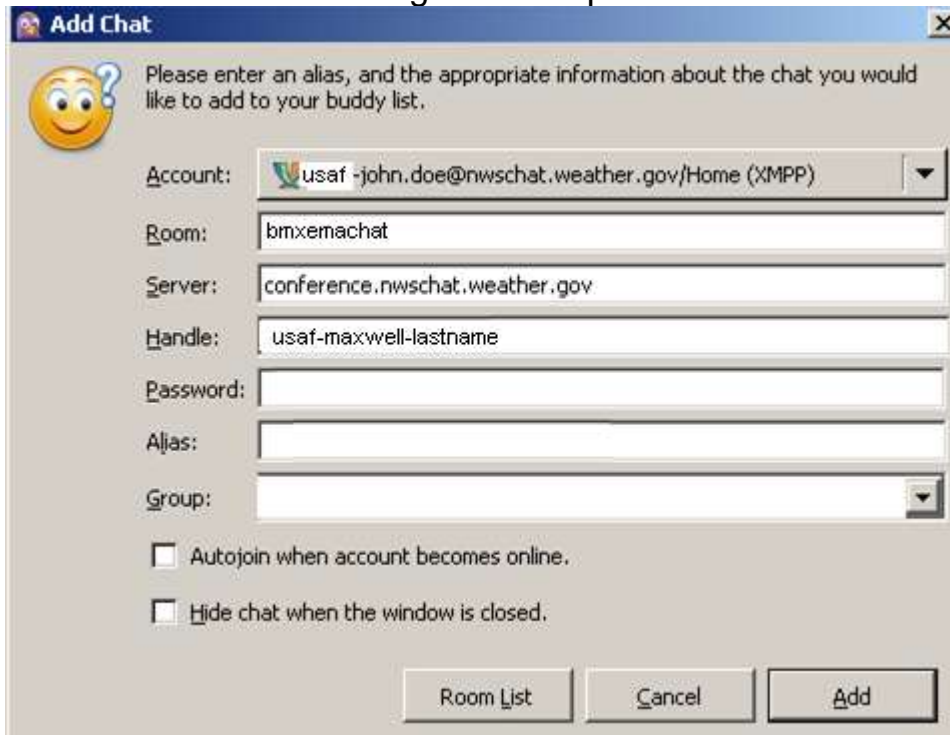 Add Chat
Please enter an alias, and the appropriate information about the chat you would
like to add to your buddy list.
Account: usaf -john.doe@nwschat.weather.gov/Home (XMPP)
Room: bmxemachat
Server: conference.nwschat.weather.gov
Handle: usaf-maxwell-lastname
Password:
Alias:
Group:
Autojoin when account becomes online.
Hide chat when the window is closed.
Room List Cancel Add